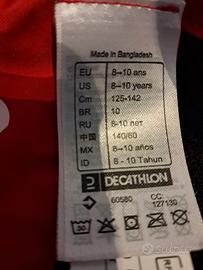 Made in Bangladesh
EU 8-10 ans
US 8-10 years
Cm 125-142
BR 10
RU 8-10 лет
中国 140/60
MX 8-10 años
ID 8 - 10 Tahun
DECATHLON
60580 CC: 127130
30